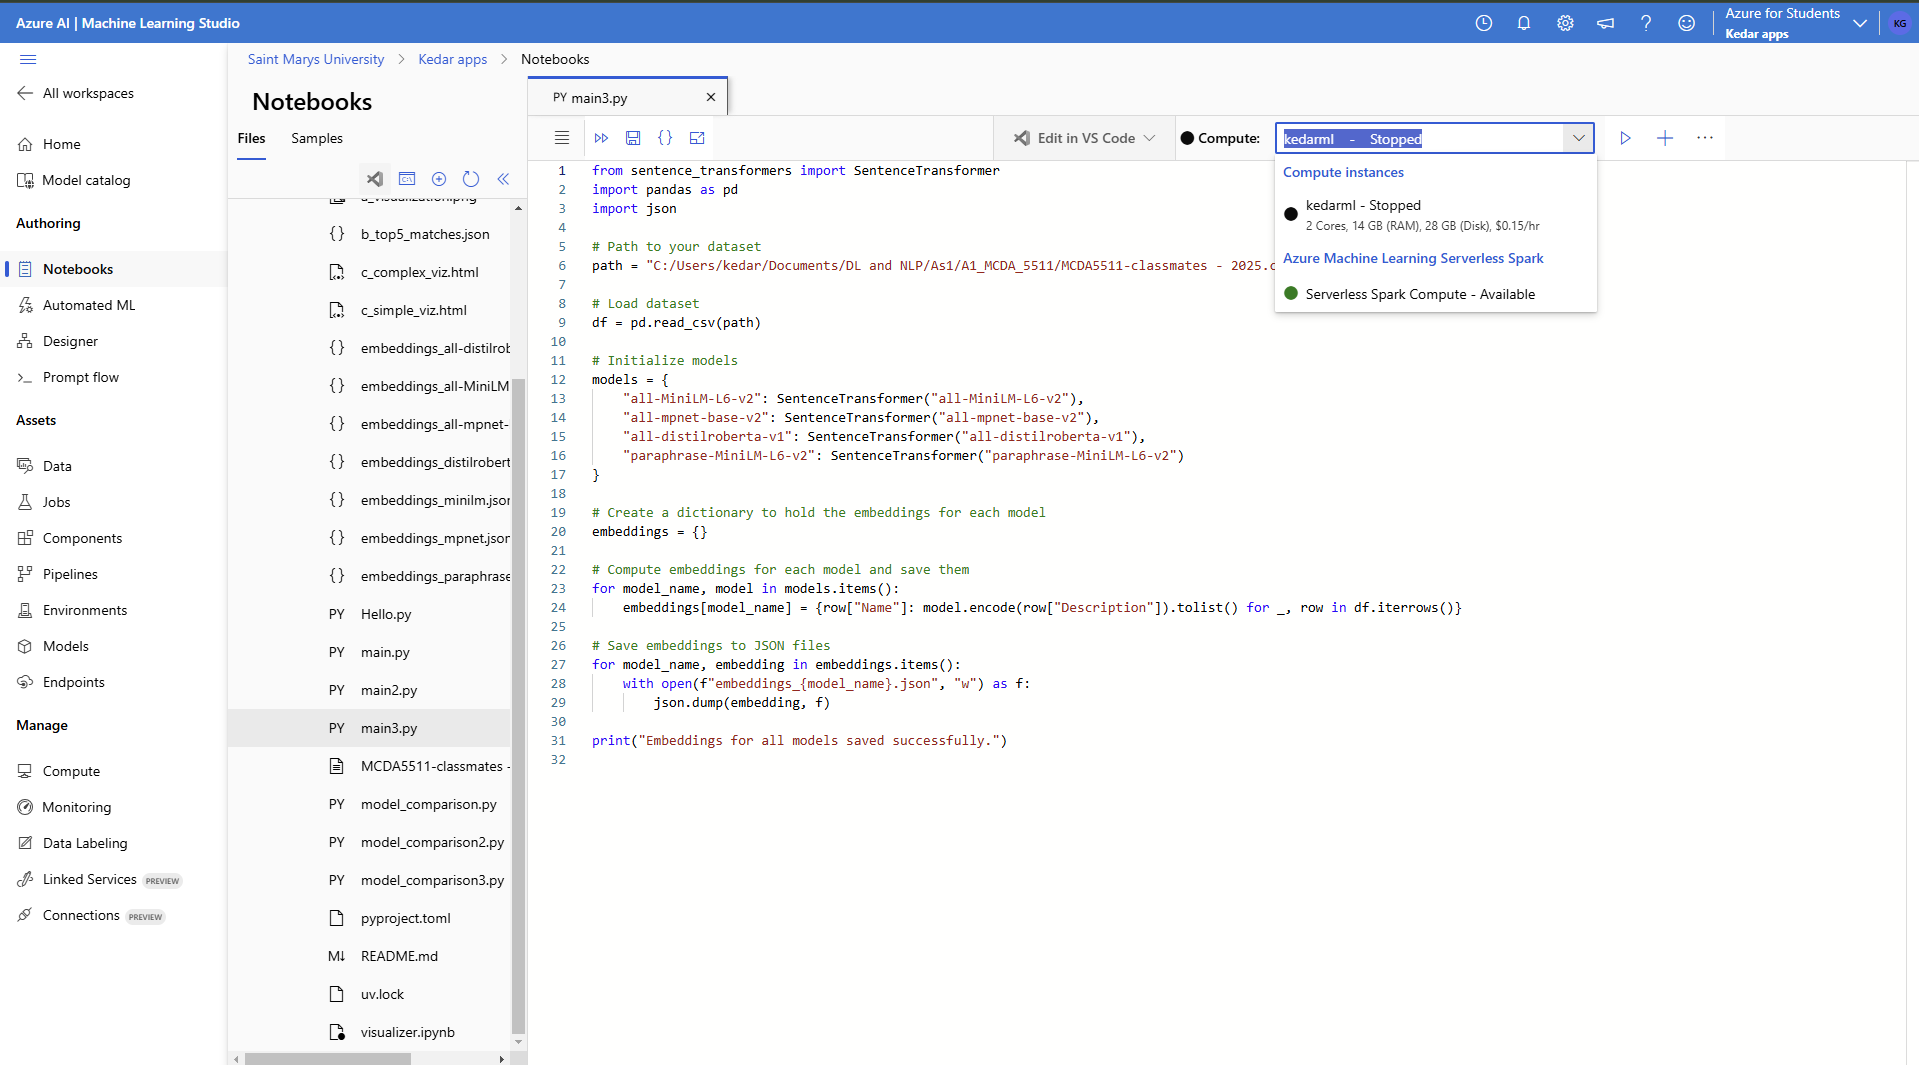 Azure AI | Machine Learning Studio
Azure for Students
Kedar apps
KG
All workspaces
Home
Model catalog
Authoring
Notebooks
Automated ML
Designer
Prompt flow
Assets
Data
Jobs
Components
Pipelines
Environments
Models
Endpoints
Manage
Compute
Monitoring
Data Labeling
Linked Services PREVIEW
Connections PREVIEW
Saint Marys University > Kedar apps > Notebooks
Notebooks
Files Samples
a_visualization.png
{} b_top5_matches.json
c_complex_viz.html
c_simple_viz.html
{} embeddings_all-distilrob
{} embeddings_all-MiniLM
{} embeddings_all-mpnet-
{} embeddings_distilrobert
{} embeddings_minilm.json
{} embeddings_mpnet.json
{} embeddings_paraphrase
PY Hello.py
PY main.py
PY main2.py
PY main3.py
MCDA5511-classmates -
PY model_comparison.py
PY model_comparison2.py
PY model_comparison3.py
pyproject.toml
M↓ README.md
uv.lock
visualizer.ipynb
PY main3.py
Edit in VS Code
Compute: kedarml - Stopped
Compute instances
kedarml - Stopped
2 Cores, 14 GB (RAM), 28 GB (Disk), $0.15/hr
Azure Machine Learning Serverless Spark
Serverless Spark Compute - Available
1 from sentence_transformers import SentenceTransformer
2 import pandas as pd
3 import json
4
5 # Path to your dataset
6 path = "C:/Users/kedar/Documents/DL and NLP/As1/A1_MCDA_5511/MCDA5511-classmates - 2025.c
7
8 # Load dataset
9 df = pd.read_csv(path)
10
11 # Initialize models
12 models = {
13 "all-MiniLM-L6-v2": SentenceTransformer("all-MiniLM-L6-v2"),
14 "all-mpnet-base-v2": SentenceTransformer("all-mpnet-base-v2"),
15 "all-distilroberta-v1": SentenceTransformer("all-distilroberta-v1"),
16 "paraphrase-MiniLM-L6-v2": SentenceTransformer("paraphrase-MiniLM-L6-v2")
17 }
18
19 # Create a dictionary to hold the embeddings for each model
20 embeddings = {}
21
22 # Compute embeddings for each model and save them
23 for model_name, model in models.items():
24 embeddings[model_name] = {row["Name"]: model.encode(row["Description"]).tolist() for _, row in df.iterrows()}
25
26 # Save embeddings to JSON files
27 for model_name, embedding in embeddings.items():
28 with open(f"embeddings_{model_name}.json", "w") as f:
29 json.dump(embedding, f)
30
31 print("Embeddings for all models saved successfully.")
32